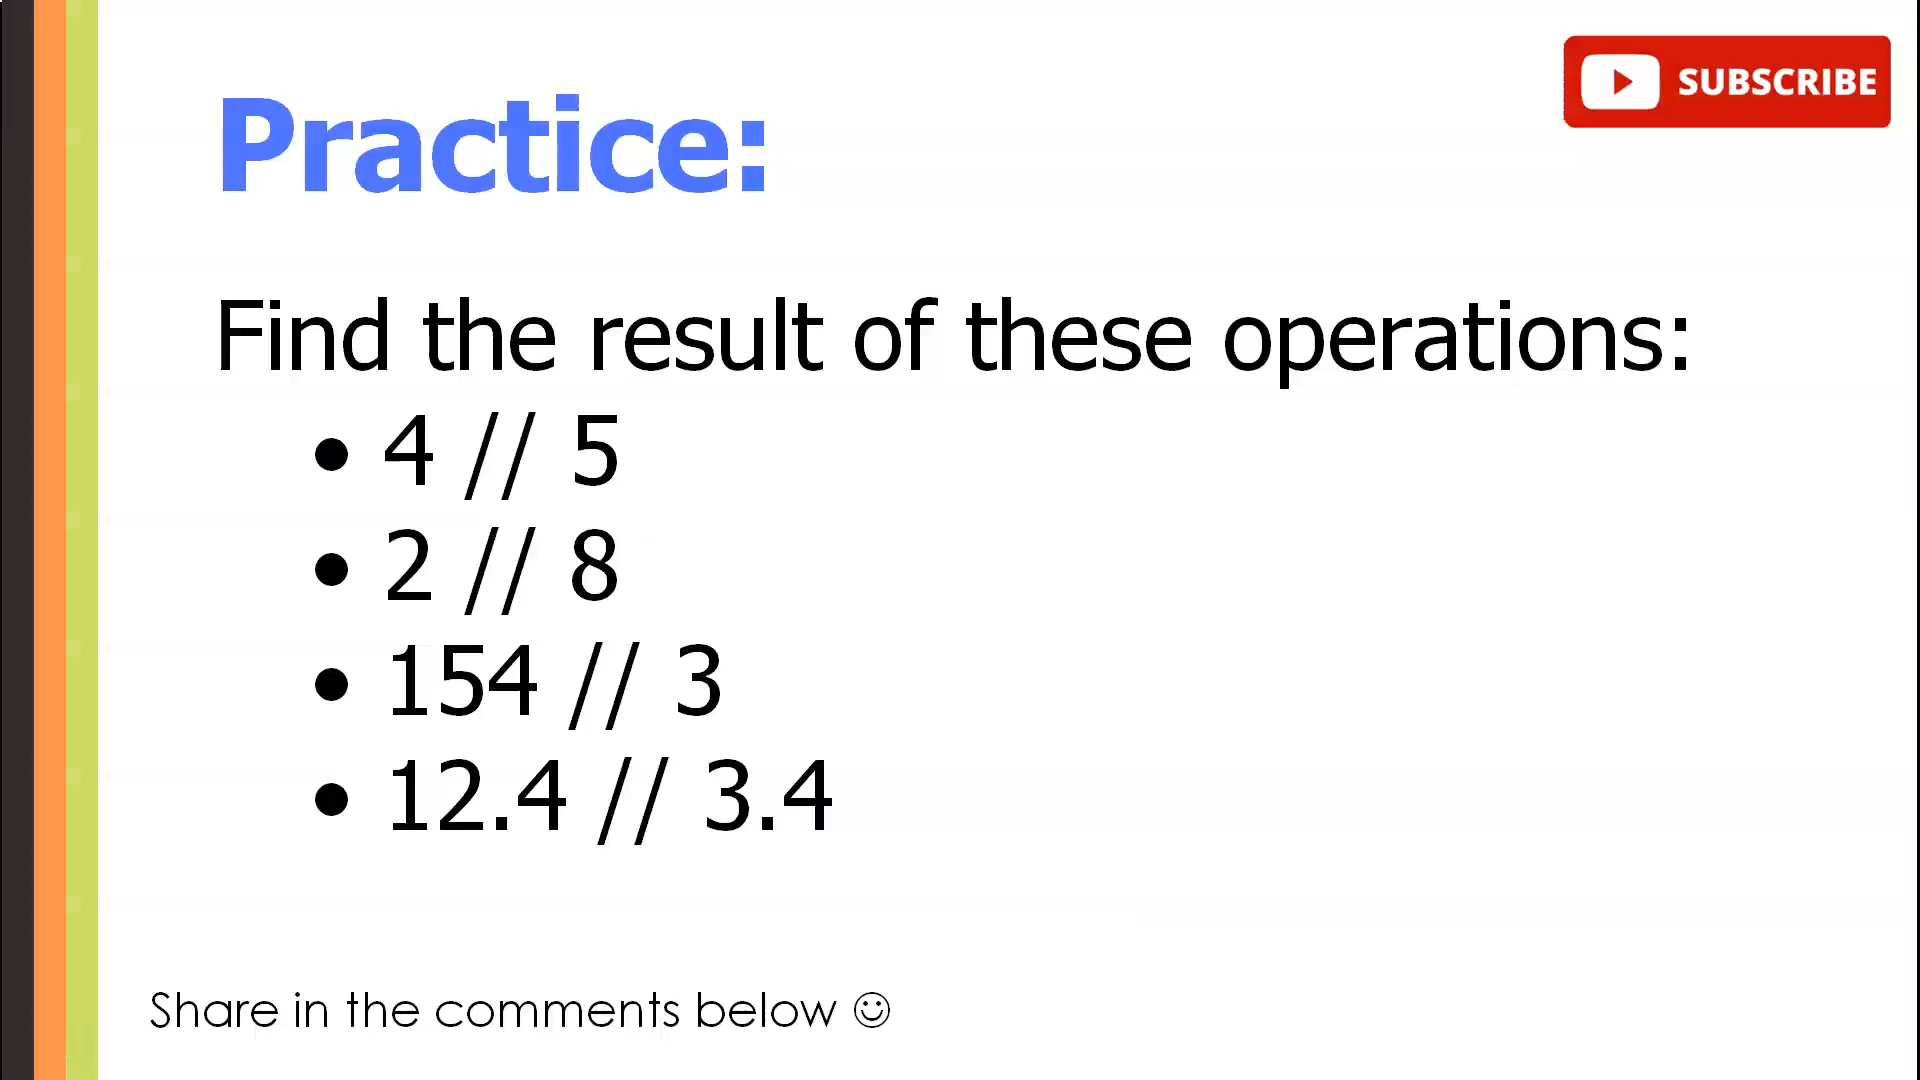 SUBSCRIBE
Practice:
Find the result of these operations:
• 4 // 5
• 2 // 8
• 154 // 3
• 12.4 // 3.4
Share in the comments below ☺